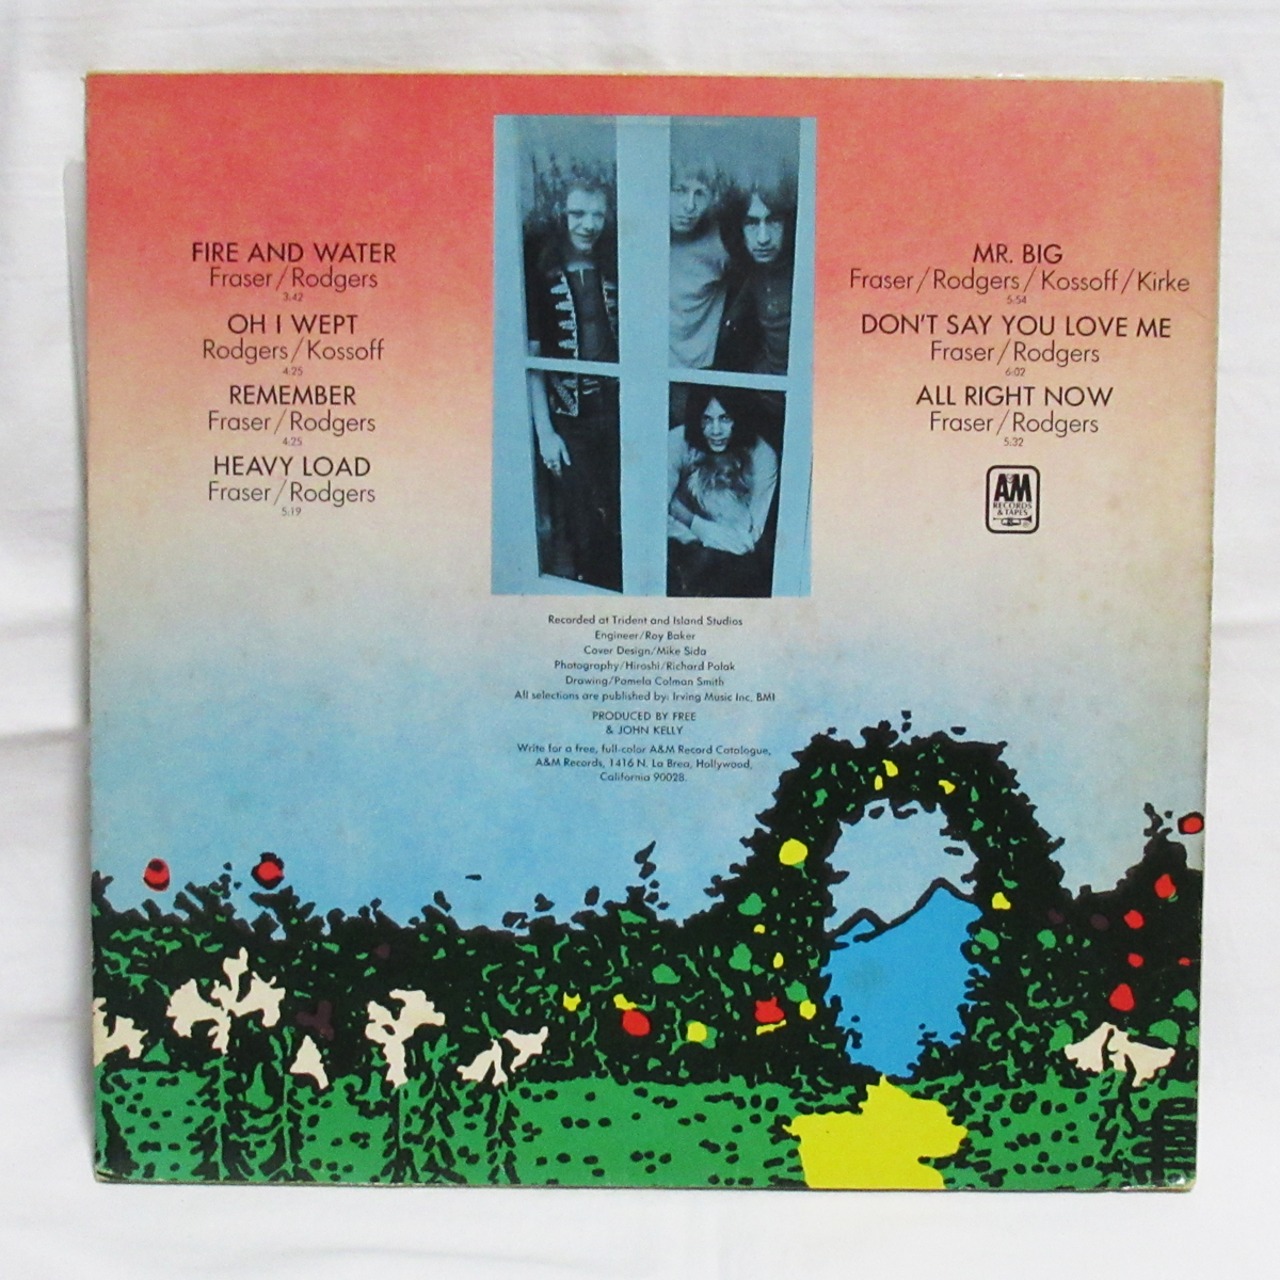 FIRE AND WATER
Fraser/Rodgers
3:42
OH I WEPT
Rodgers/Kossoff
4:25
REMEMBER
Fraser/Rodgers
4:25
HEAVY LOAD
Fraser/Rodgers
5:19
MR. BIG
Fraser/Rodgers/Kossoff/Kirke
5:54
DON'T SAY YOU LOVE ME
Fraser/Rodgers
6:02
ALL RIGHT NOW
Fraser/Rodgers
5:32
A&M
RECORDS
& TAPES
Recorded at Trident and Island Studios
Engineer/Roy Baker
Cover Design/Mike Sida
Photography/Hiroshi/Richard Polak
Drawing/Pamela Colman Smith
All selections are published by: Irving Music Inc, BMI
PRODUCED BY FREE
& JOHN KELLY
Write for a free, full-color A&M Record Catalogue,
A&M Records, 1416 N. La Brea, Hollywood,
California 90028.